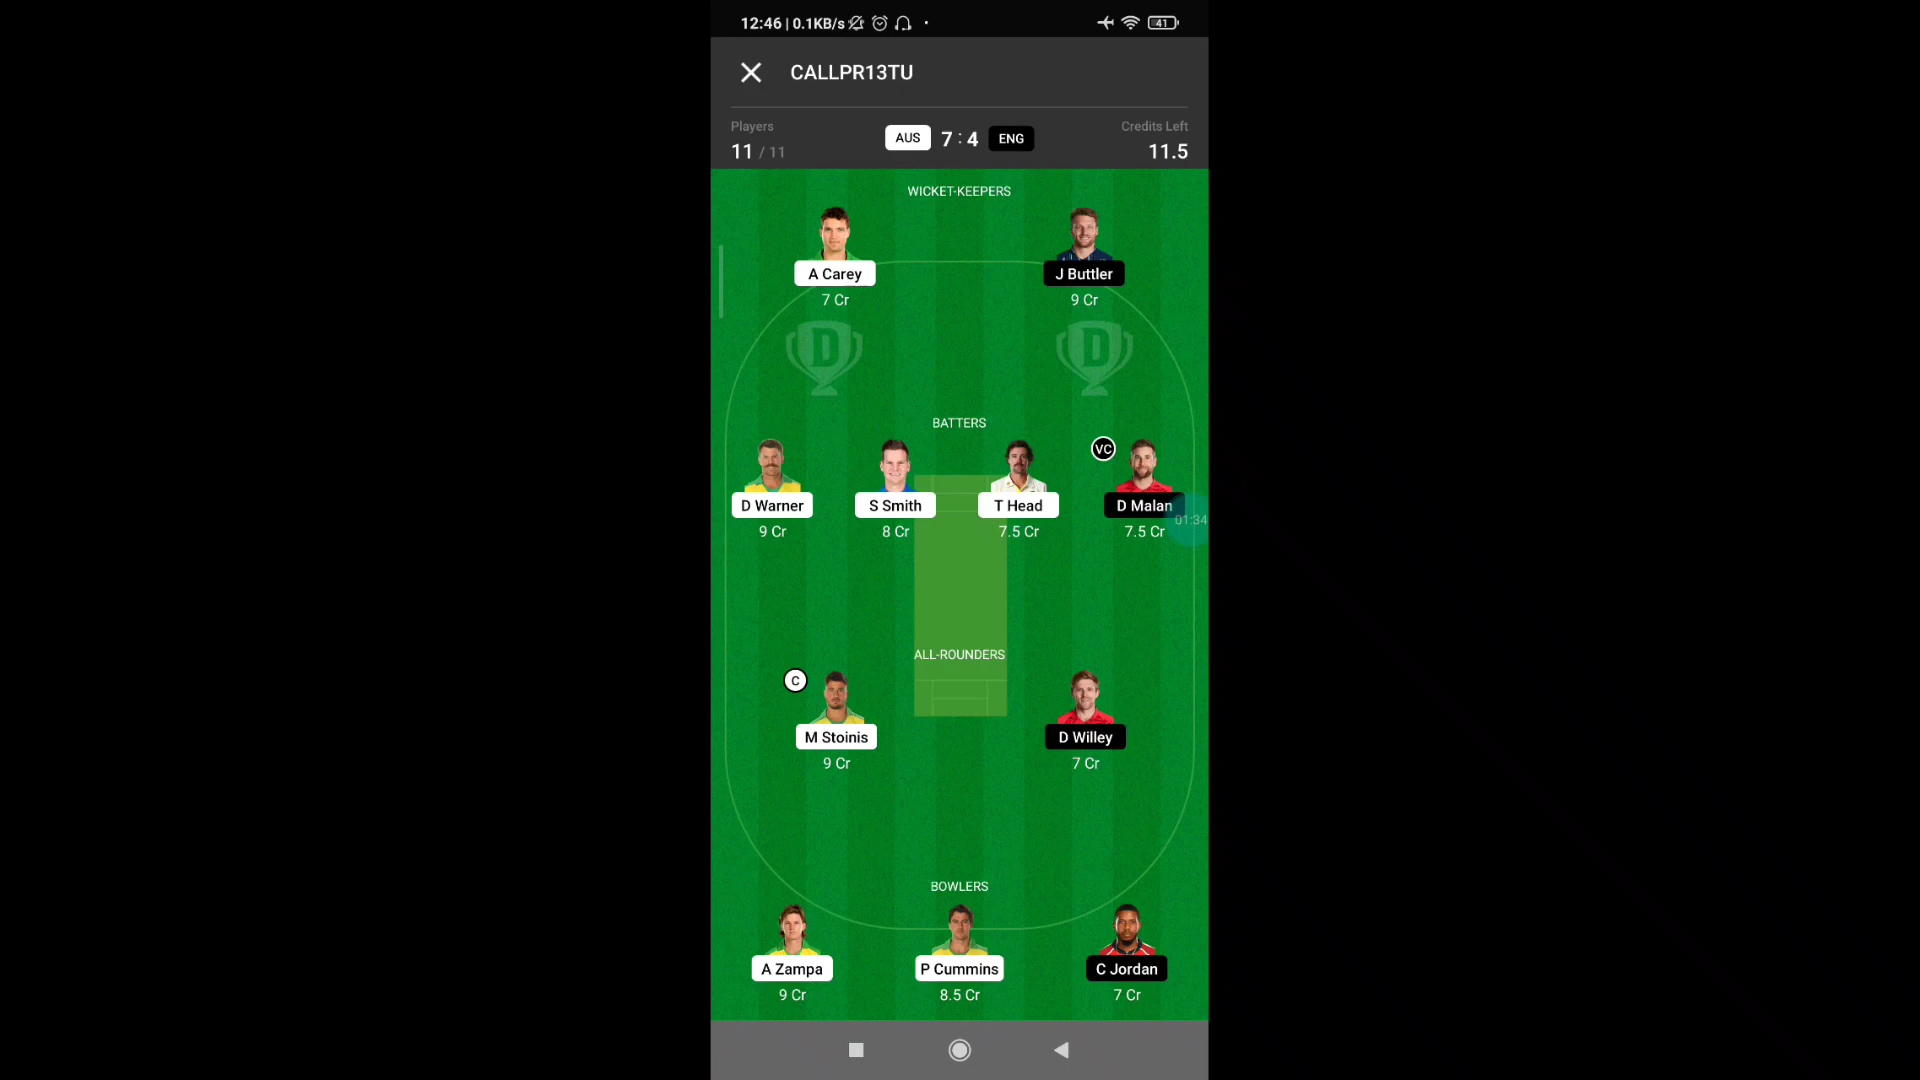 12:46 | 0.1KB/s
41
CALLPR13TU
Players
11 / 11
AUS 7 : 4 ENG
Credits Left
11.5
WICKET-KEEPERS
A Carey
7 Cr
J Buttler
9 Cr
D
D
BATTERS
VC
D Warner
9 Cr
S Smith
8 Cr
T Head
7.5 Cr
D Malan
7.5 Cr
01:34
ALL-ROUNDERS
C
M Stoinis
9 Cr
D Willey
7 Cr
BOWLERS
A Zampa
9 Cr
P Cummins
8.5 Cr
C Jordan
7 Cr